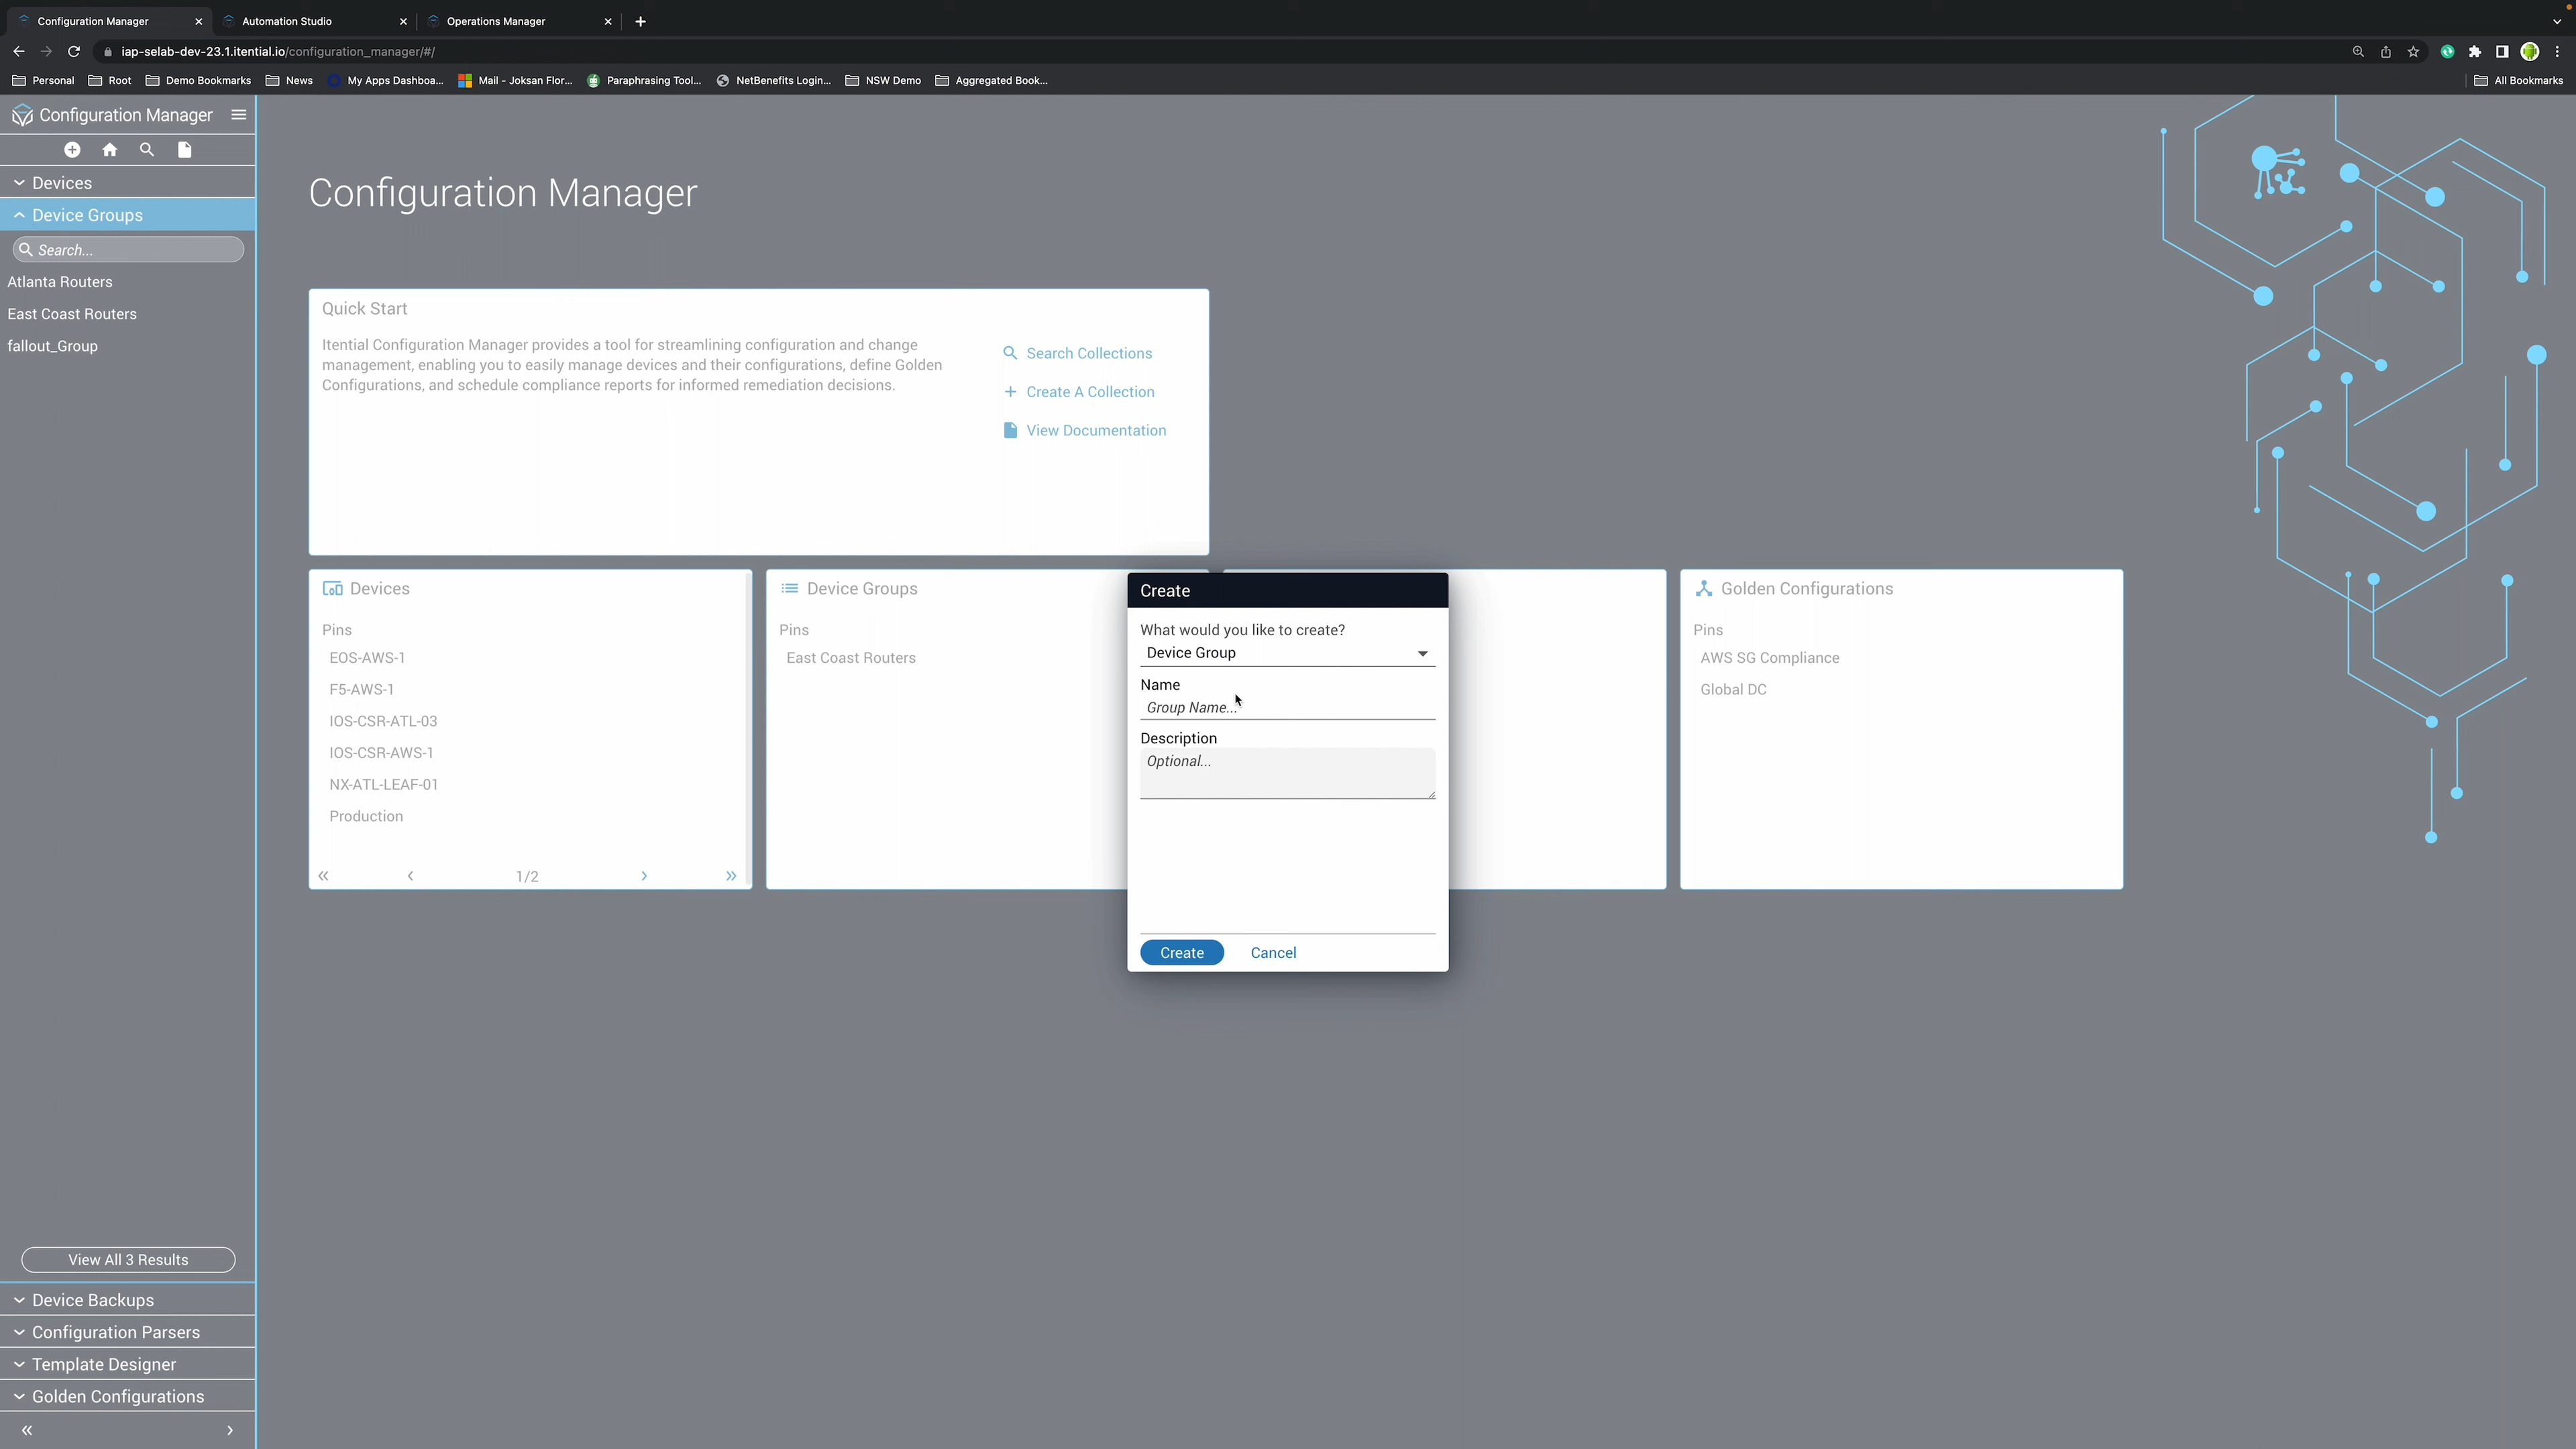 Configuration Manager
Automation Studio
Operations Manager
iap-selab-dev-23.1.itential.io/configuration_manager/#/
Personal
Root
Demo Bookmarks
News
My Apps Dashboa...
Mail - Joksan Flor...
Paraphrasing Tool...
NetBenefits Login...
NSW Demo
Aggregated Book...
All Bookmarks
Configuration Manager
Devices
Device Groups
Search...
Atlanta Routers
East Coast Routers
fallout_Group
View All 3 Results
Device Backups
Configuration Parsers
Template Designer
Golden Configurations
Configuration Manager
Quick Start
Itential Configuration Manager provides a tool for streamlining configuration and change
management, enabling you to easily manage devices and their configurations, define Golden
Configurations, and schedule compliance reports for informed remediation decisions.
Search Collections
Create A Collection
View Documentation
Devices
Pins
EOS-AWS-1
F5-AWS-1
IOS-CSR-ATL-03
IOS-CSR-AWS-1
NX-ATL-LEAF-01
Production
1/2
Device Groups
Pins
East Coast Routers
Create
What would you like to create?
Device Group
Name
Group Name...
Description
Optional...
Create
Cancel
Golden Configurations
Pins
AWS SG Compliance
Global DC